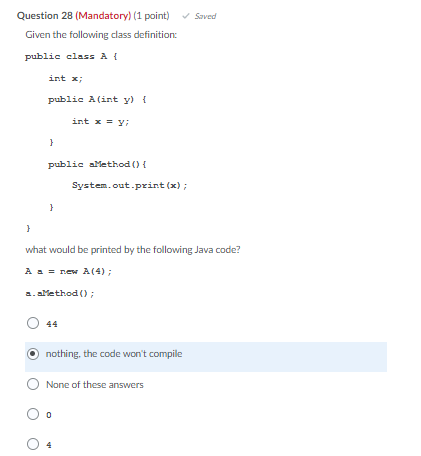 Question 28 (Mandatory) (1 point) ✓ Saved
Given the following class definition:
public class A {
int x;
public A(int y) {
int x = y;
}
public aMethod(){
System.out.print(x);
}
}
what would be printed by the following Java code?
A a = new A(4);
a.aMethod();
44
nothing, the code won't compile
None of these answers
0
4